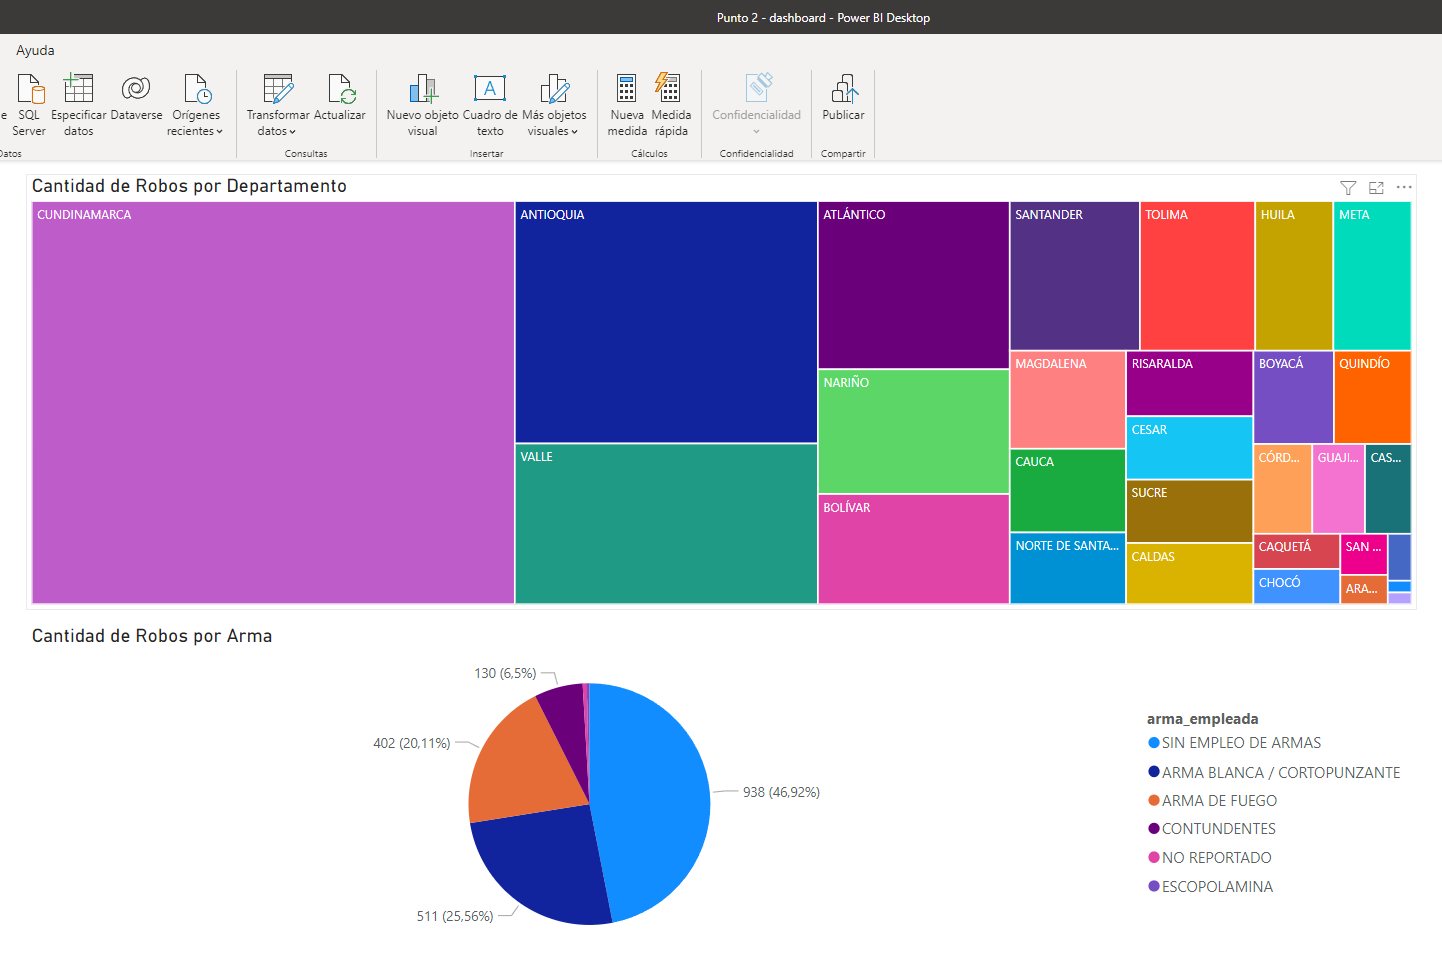 Punto 2 - dashboard - Power BI Desktop
Ayuda
e SQL Server
Especificar datos
Dataverse
Orígenes recientes
Transformar datos
Actualizar
Nuevo objeto visual
Cuadro de texto
Más objetos visuales
Nueva medida
Medida rápida
Confidencialidad
Publicar
Datos
Consultas
Insertar
Cálculos
Confidencialidad
Compartir
Cantidad de Robos por Departamento
CUNDINAMARCA
ANTIOQUIA
VALLE
ATLÁNTICO
NARIÑO
BOLÍVAR
SANTANDER
TOLIMA
HUILA
META
MAGDALENA
CAUCA
NORTE DE SANTA...
RISARALDA
CESAR
SUCRE
CALDAS
BOYACÁ
QUINDÍO
CÓRD...
GUAJI...
CAS...
CAQUETÁ
CHOCÓ
SAN ...
ARA...
Cantidad de Robos por Arma
130 (6,5%)
402 (20,11%)
938 (46,92%)
511 (25,56%)
arma_empleada
SIN EMPLEO DE ARMAS
ARMA BLANCA / CORTOPUNZANTE
ARMA DE FUEGO
CONTUNDENTES
NO REPORTADO
ESCOPOLAMINA